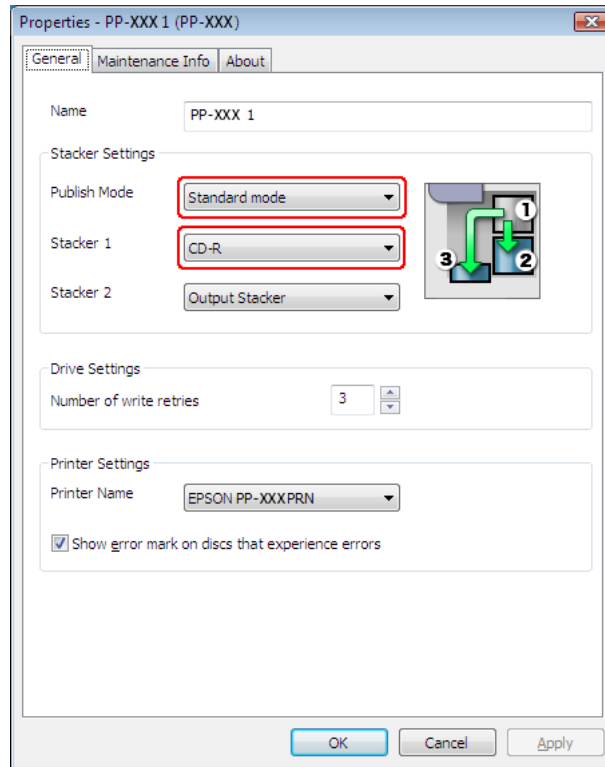 Properties - PP-XXX 1 (PP-XXX)
General Maintenance Info About
Name PP-XXX 1
Stacker Settings
Publish Mode Standard mode
Stacker 1 CD-R
Stacker 2 Output Stacker
1
3 2
Drive Settings
Number of write retries 3
Printer Settings
Printer Name EPSON PP-XXXPRN
Show error mark on discs that experience errors
OK Cancel Apply